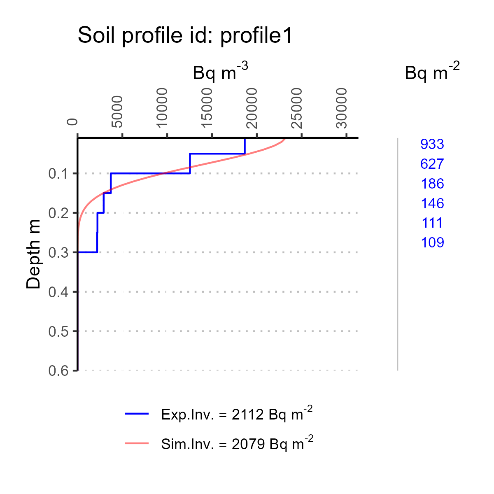 Soil profile id: profile1
Bq m-3
Bq m-2
0 5000 10000 15000 20000 25000 30000
933
627
0.1
186
146
0.2
111
109
0.3
0.4
0.5
0.6
Depth m
Exp.Inv. = 2112 Bq m-2
Sim.Inv. = 2079 Bq m-2